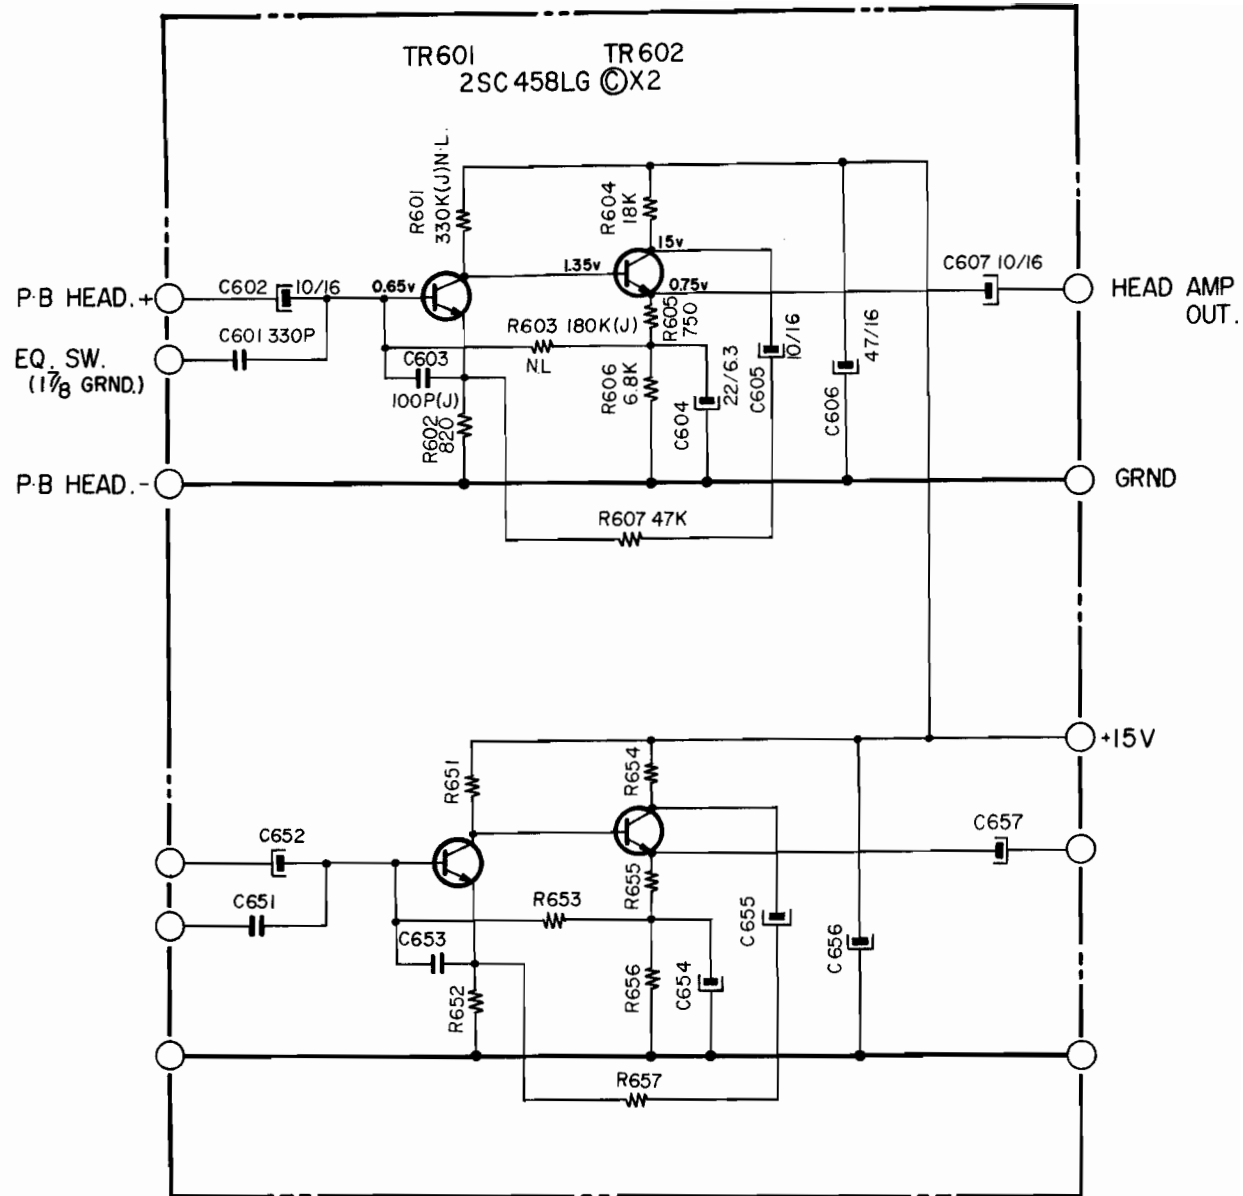 TR601 TR602
2SC458LG ⒸX2
R601
330K(J)N.L.
R604
18K
15v
1.35v
0.75v
0.65v
C602 10/16
P·B HEAD.+
C601 330P
EQ. SW.
(1⅞ GRND.)
R603 180K(J)
N.L
C603
100P(J)
R602
820
R605
750
R606
6.8K
C604
22/6.3
C605
10/16
C606
47/16
C607 10/16
HEAD AMP
OUT.
P·B HEAD.-
GRND
R607 47K
+15V
R651
R654
C652
C657
R655
C651
R653
C653
C655
C656
R652
R656
C654
R657